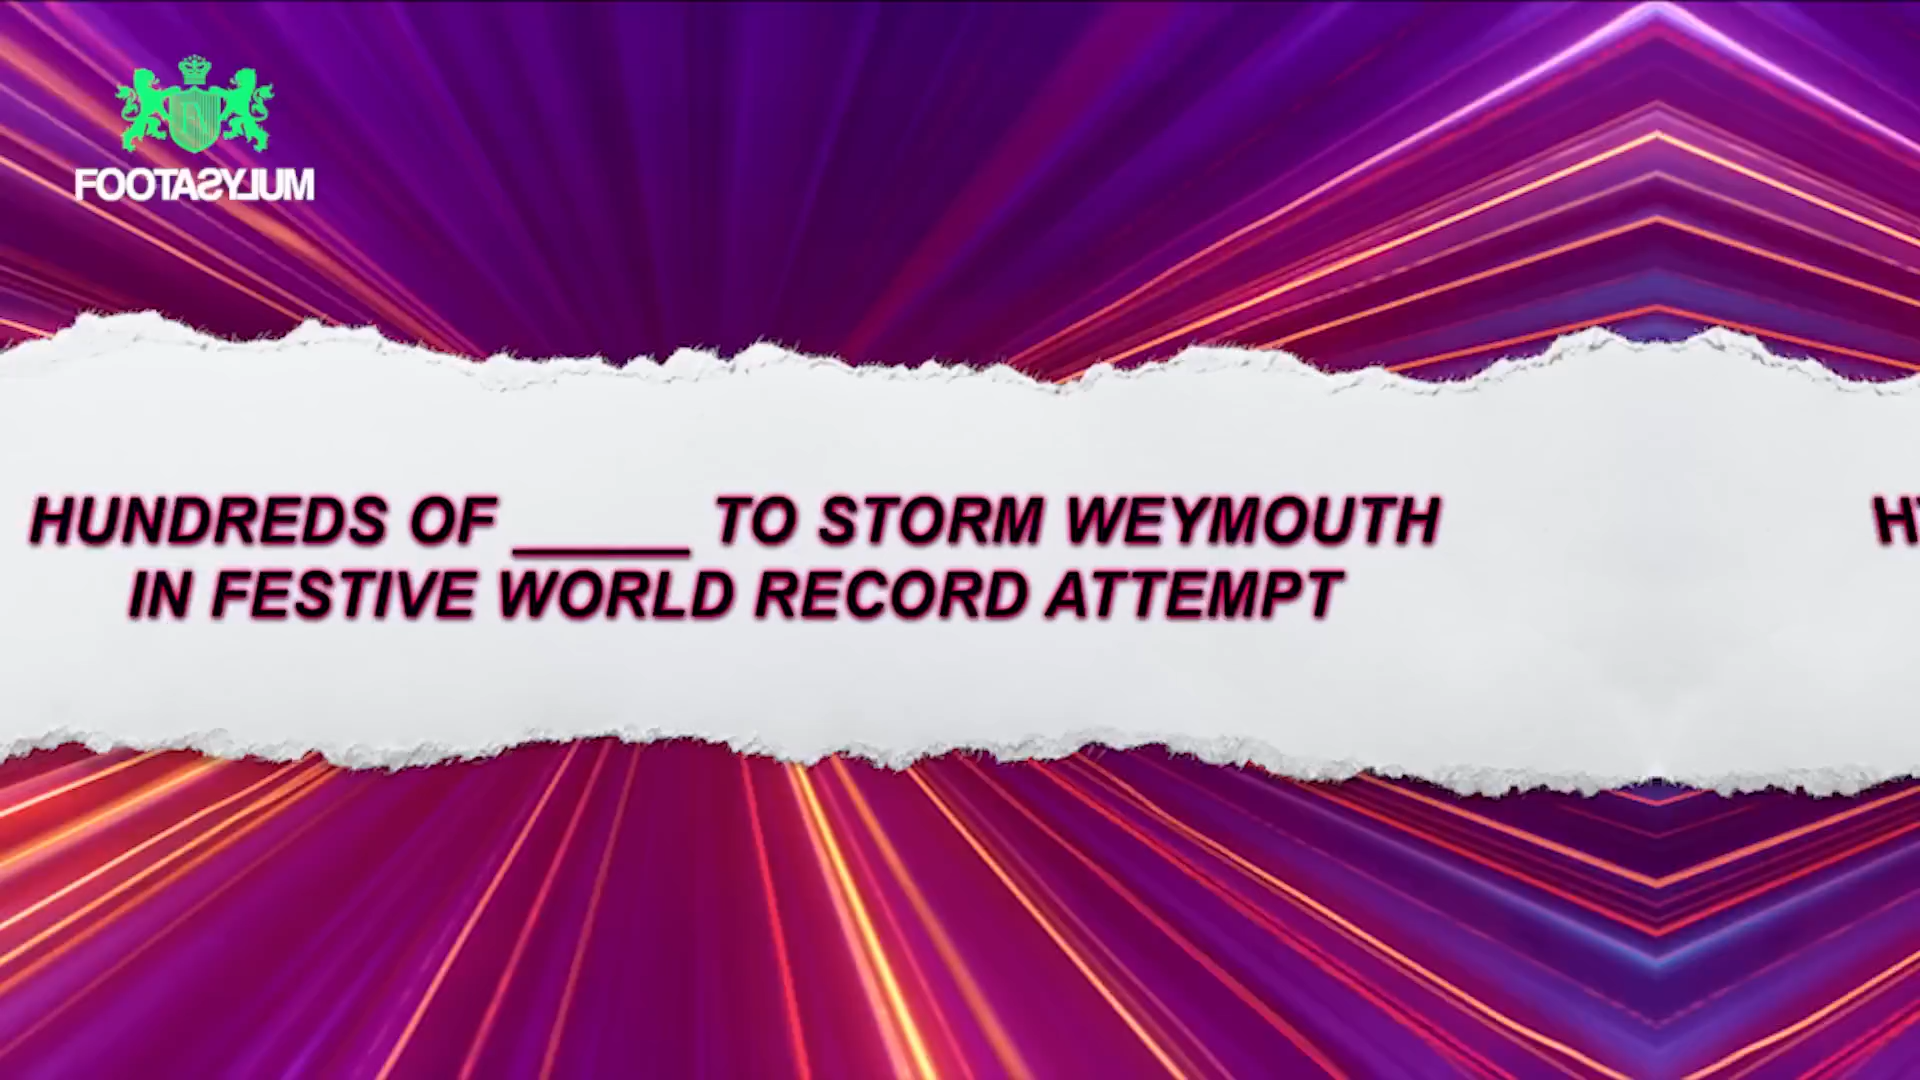 FOOTASYLUM
HUNDREDS OF _____ TO STORM WEYMOUTH
IN FESTIVE WORLD RECORD ATTEMPT